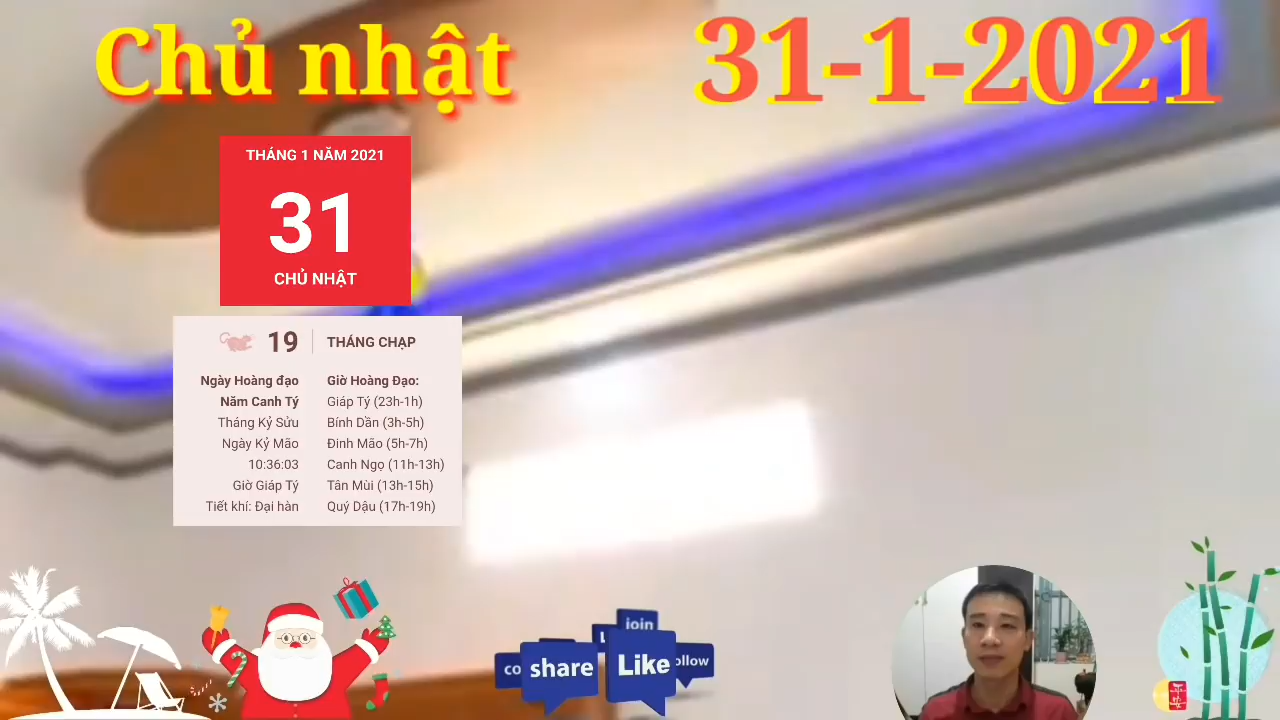 Chủ nhật 31-1-2021
THÁNG 1 NĂM 2021
31
CHỦ NHẬT
19 THÁNG CHẠP
Ngày Hoàng đạo Giờ Hoàng Đạo:
Năm Canh Tý Giáp Tý (23h-1h)
Tháng Kỷ Sửu Bính Dần (3h-5h)
Ngày Kỷ Mão Đinh Mão (5h-7h)
10:36:03 Canh Ngọ (11h-13h)
Giờ Giáp Tý Tân Mùi (13h-15h)
Tiết khí: Đại hàn Quý Dậu (17h-19h)
join
share Like ollow
co